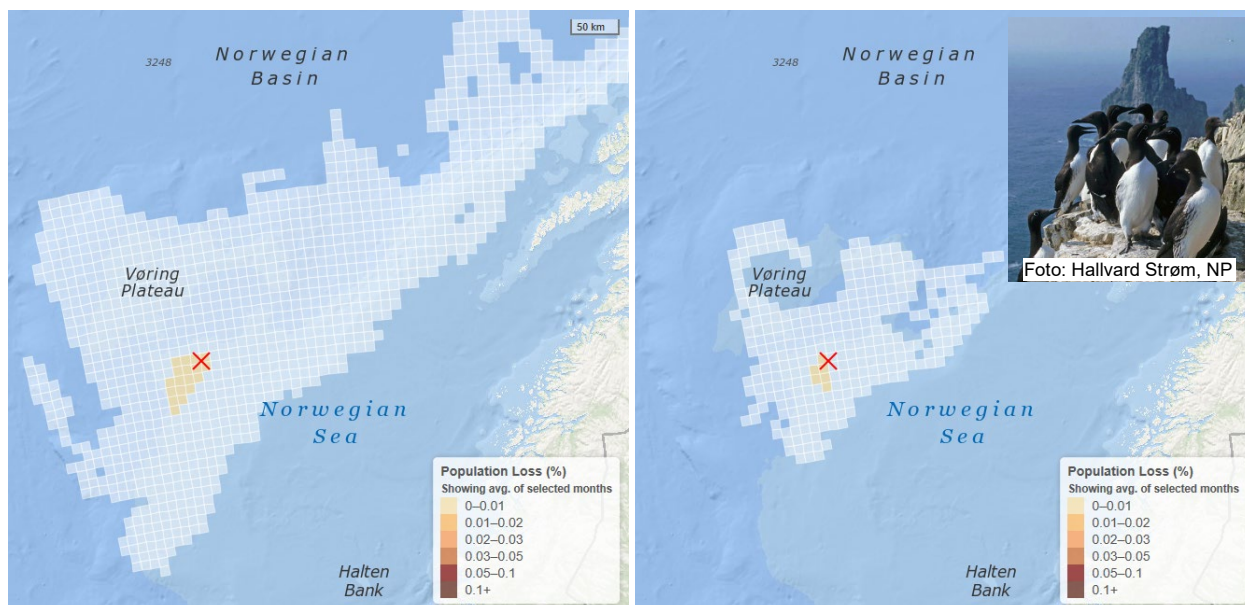 50 km
Norwegian
Basin
3248
Vøring
Plateau
Norwegian
Sea
Halten
Bank
Population Loss (%)
Showing avg. of selected months
0–0.01
0.01–0.02
0.02–0.03
0.03–0.05
0.05–0.1
0.1+
Norwegian
Basin
3248
Foto: Hallvard Strøm, NP
Vøring
Plateau
Norwegian
Sea
Halten
Bank
Population Loss (%)
Showing avg. of selected months
0–0.01
0.01–0.02
0.02–0.03
0.03–0.05
0.05–0.1
0.1+